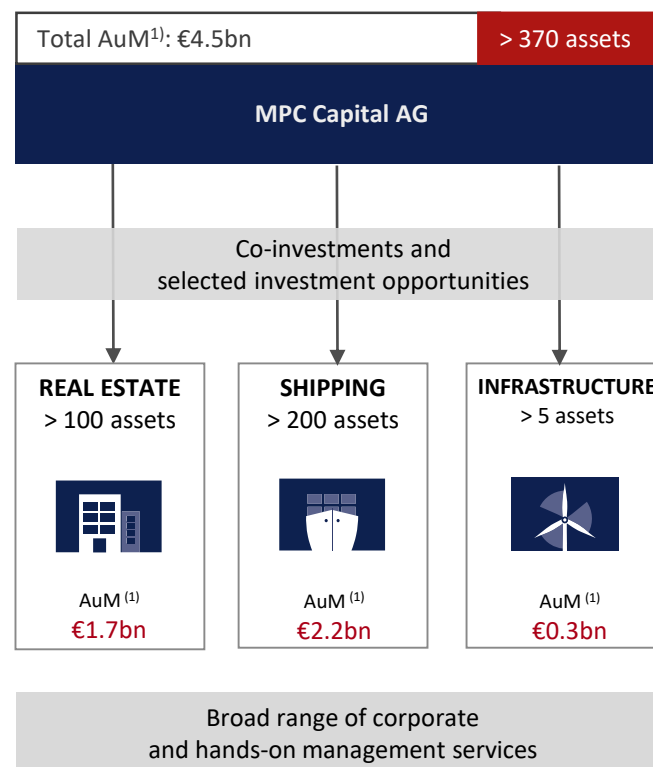 Total AuM1): €4.5bn
> 370 assets
MPC Capital AG
Co-investments and
selected investment opportunities
REAL ESTATE
> 100 assets
AuM (1)
€1.7bn
SHIPPING
> 200 assets
AuM (1)
€2.2bn
INFRASTRUCTURE
> 5 assets
AuM (1)
€0.3bn
Broad range of corporate
and hands-on management services